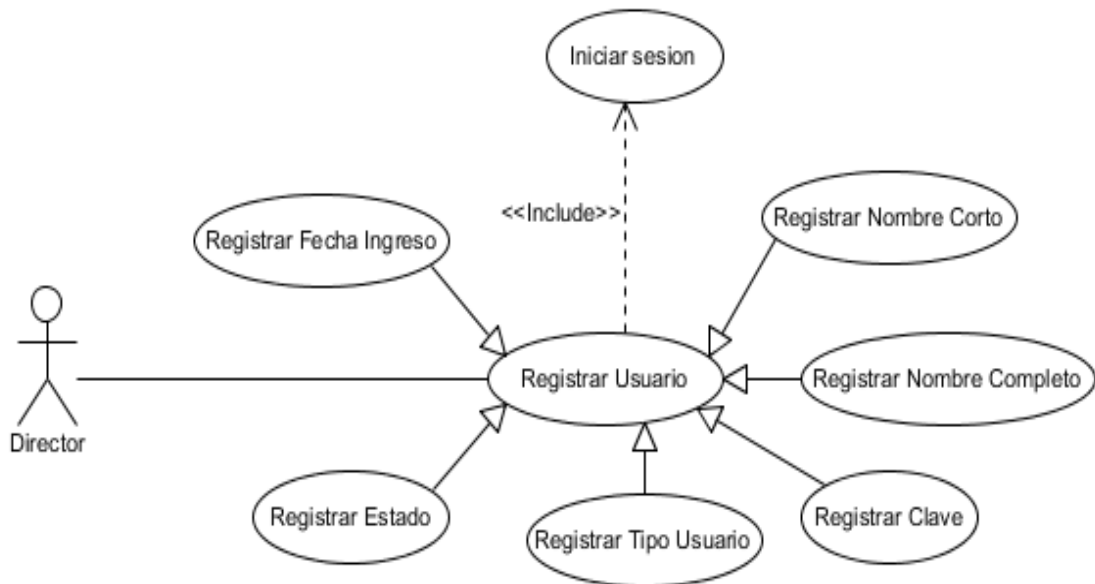 Iniciar sesion
<<Include>>
Registrar Nombre Corto
Registrar Fecha Ingreso
Registrar Usuario
Registrar Nombre Completo
Director
Registrar Estado
Registrar Tipo Usuario
Registrar Clave